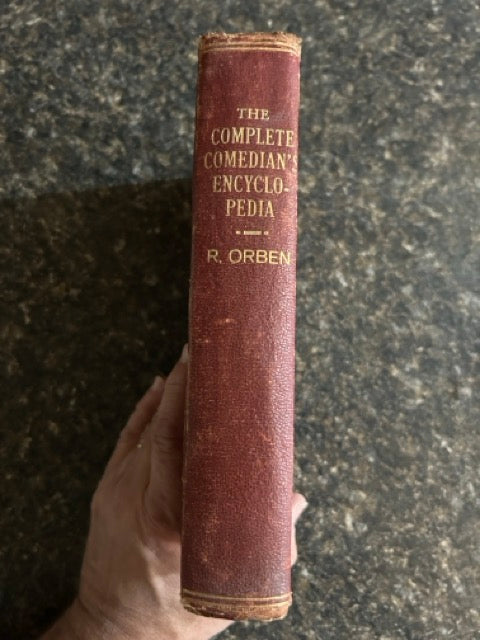 THE
COMPLETE
COMEDIAN'S
ENCYCLO-
PEDIA
R. ORBEN